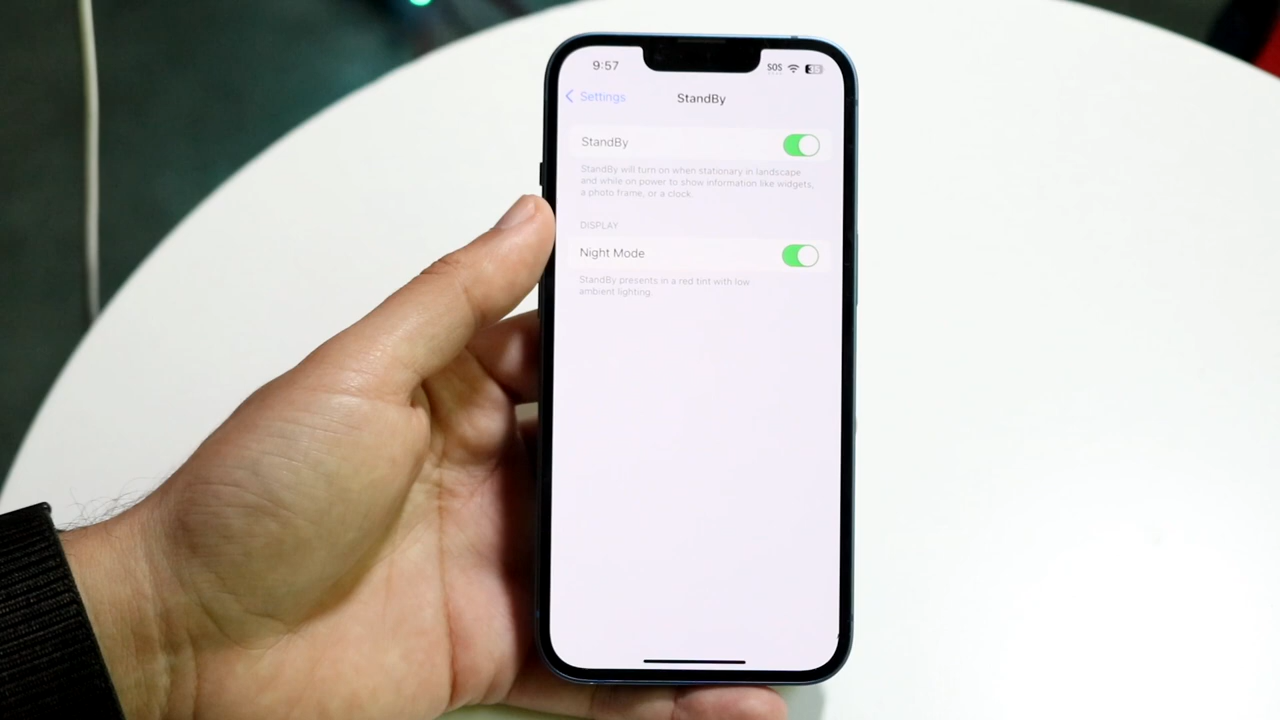 9:57 SOS 35
Settings StandBy
StandBy
StandBy will turn on when stationary in landscape
and while on power to show information like widgets,
a photo frame, or a clock.
DISPLAY
Night Mode
StandBy presents in a red tint with low
ambient lighting.